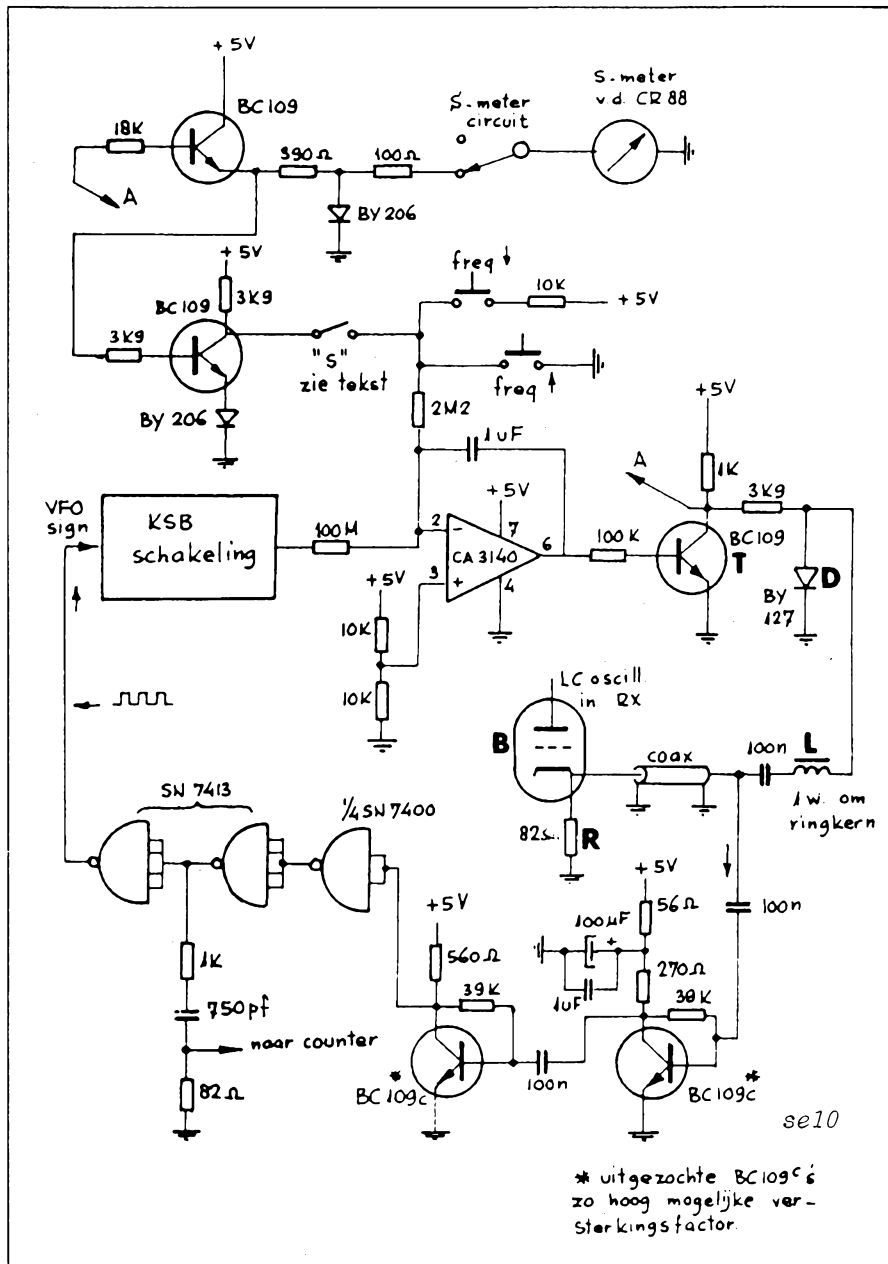 +5V
BC109
18K
A
390Ω
100Ω
BY 206
S-meter
circuit
S-meter
v.d. CR 88
+5V
3K9
BC109
3K9
BY 206
"S"
zie tekst
freq ↓
10K
+5V
freq ↑
2M2
1uF
VFO
sign
KSB
schakeling
100M
2
-
+5V
7
CA 3140
6
3
+
4
+5V
10K
10K
100K
A
+5V
1K
3K9
BC109
T
D
BY
127
LC oscill.
in RX
B
coax
100n
L
1 w. om
ringkern
82Ω
R
SN 7413
1/4 SN 7400
+5V
560Ω
39K
+5V
56Ω
100µF
+
1uF
270Ω
39K
100n
1K
750pf
naar counter
82Ω
*
BC109c
100n
BC109c
*
se10
* uitgezochte BC109c's
zo hoog mogelijke ver-
sterkingsfactor.